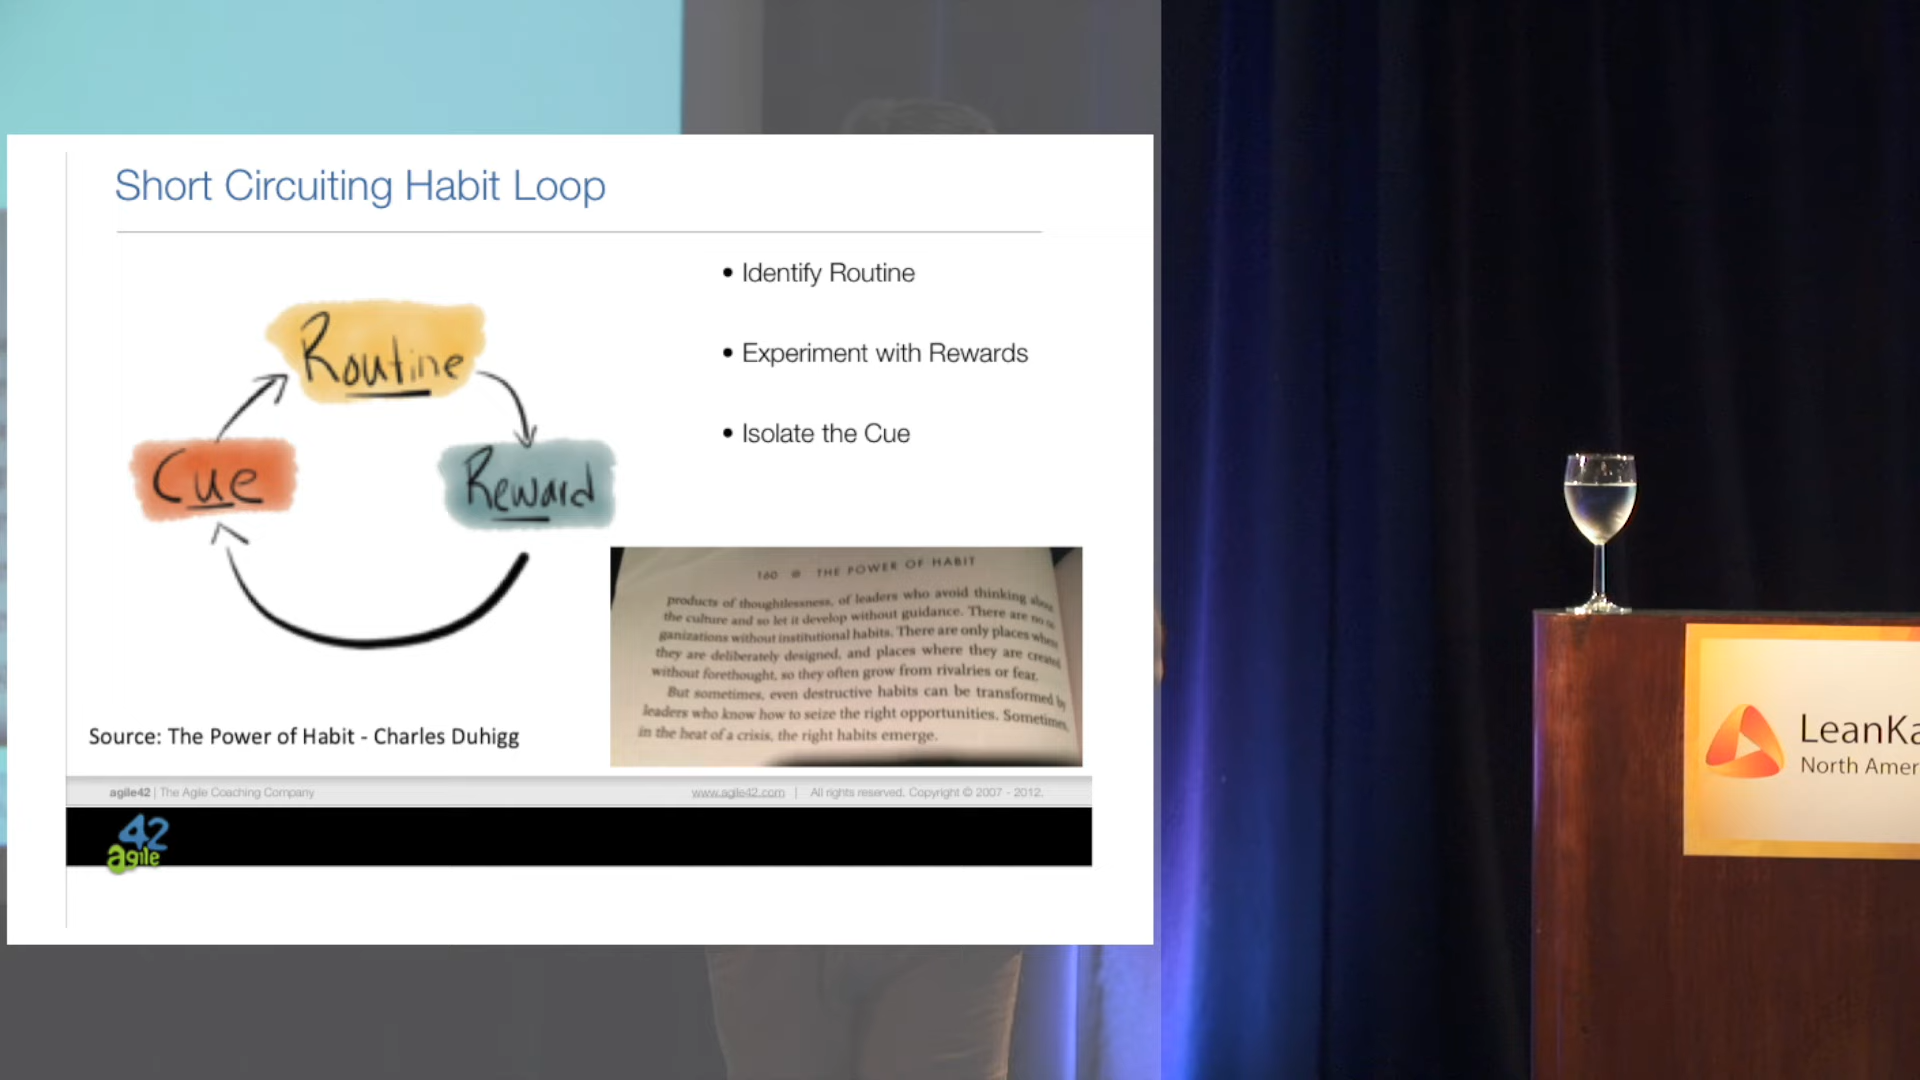 Short Circuiting Habit Loop
• Identify Routine
• Experiment with Rewards
• Isolate the Cue
Routine
Cue
Reward
160 THE POWER OF HABIT
products of thoughtlessness, of leaders who avoid thinking about
the culture and so let it develop without guidance. There are no
ganizations without institutional habits. There are only places where
they are deliberately designed, and places where they are created
without forethought, so they often grow from rivalries or fear.
But sometimes, even destructive habits can be transformed by
leaders who know how to seize the right opportunities. Sometimes,
in the heat of a crisis, the right habits emerge.
Source: The Power of Habit - Charles Duhigg
agile42 | The Agile Coaching Company
www.agile42.com | All rights reserved. Copyright © 2007 - 2012.
42
agile
LeanKa
North Amer